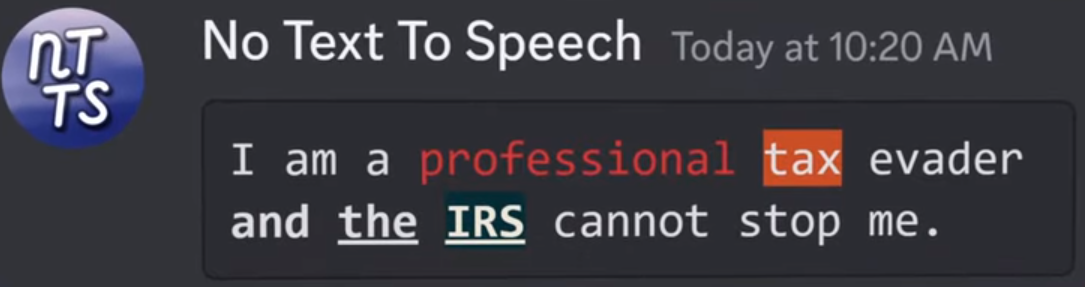 NT
TS
No Text To Speech Today at 10:20 AM
I am a professional tax evader
and the IRS cannot stop me.